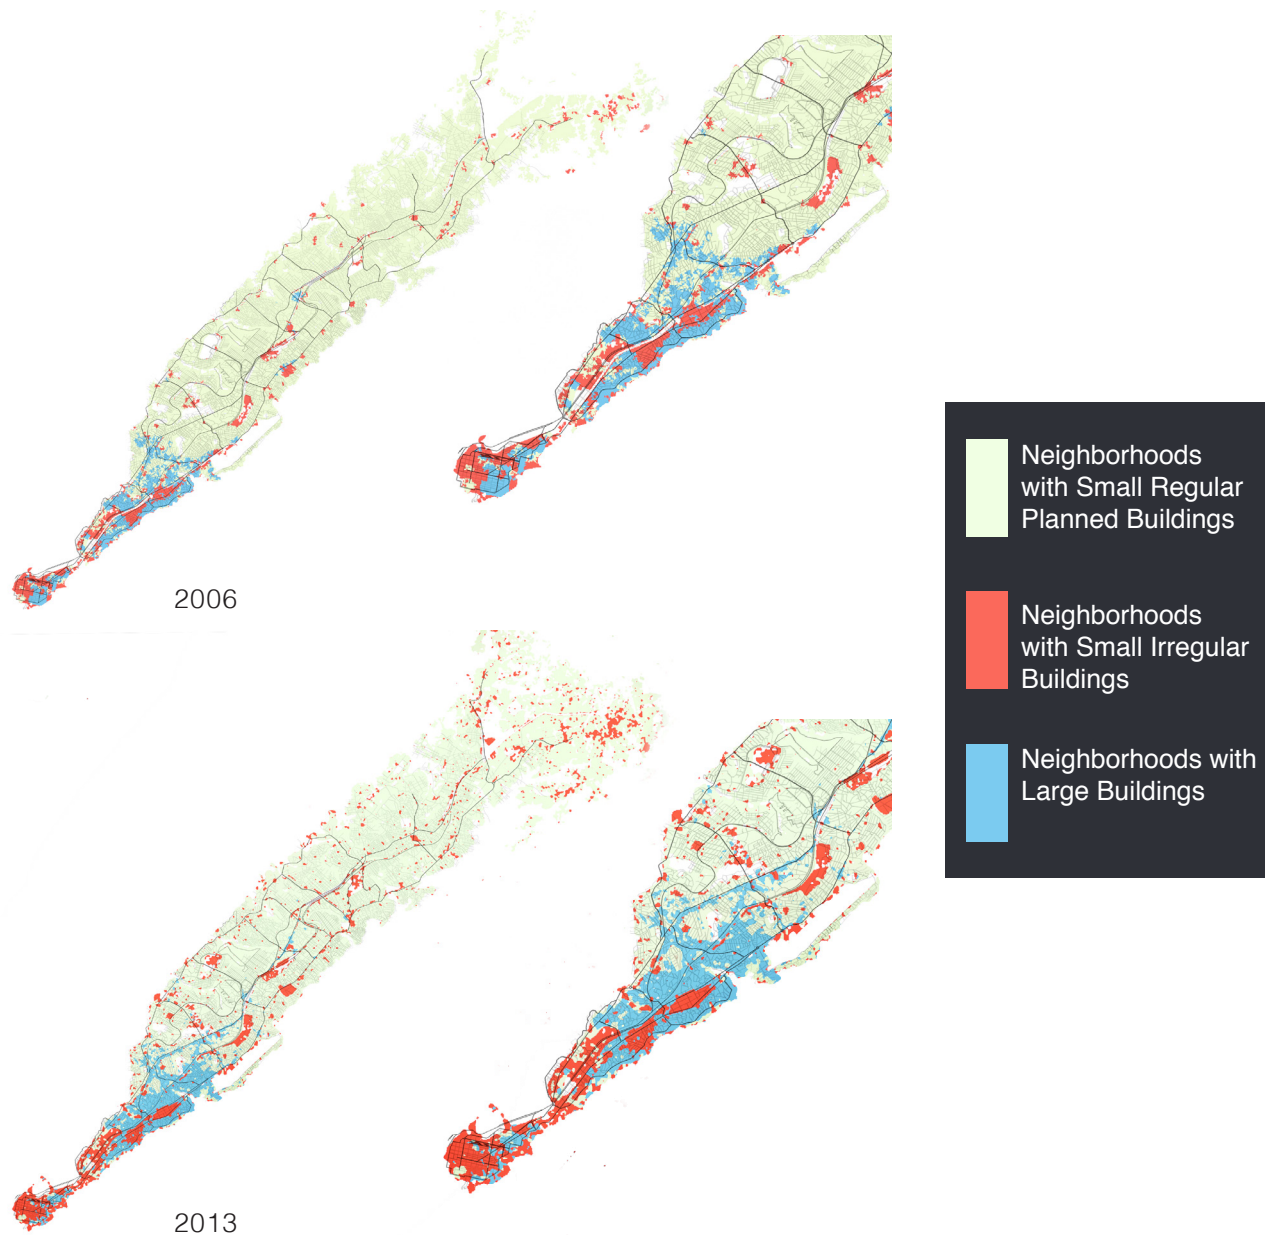 2006
2013
Neighborhoods
with Small Regular
Planned Buildings
Neighborhoods
with Small Irregular
Buildings
Neighborhoods with
Large Buildings